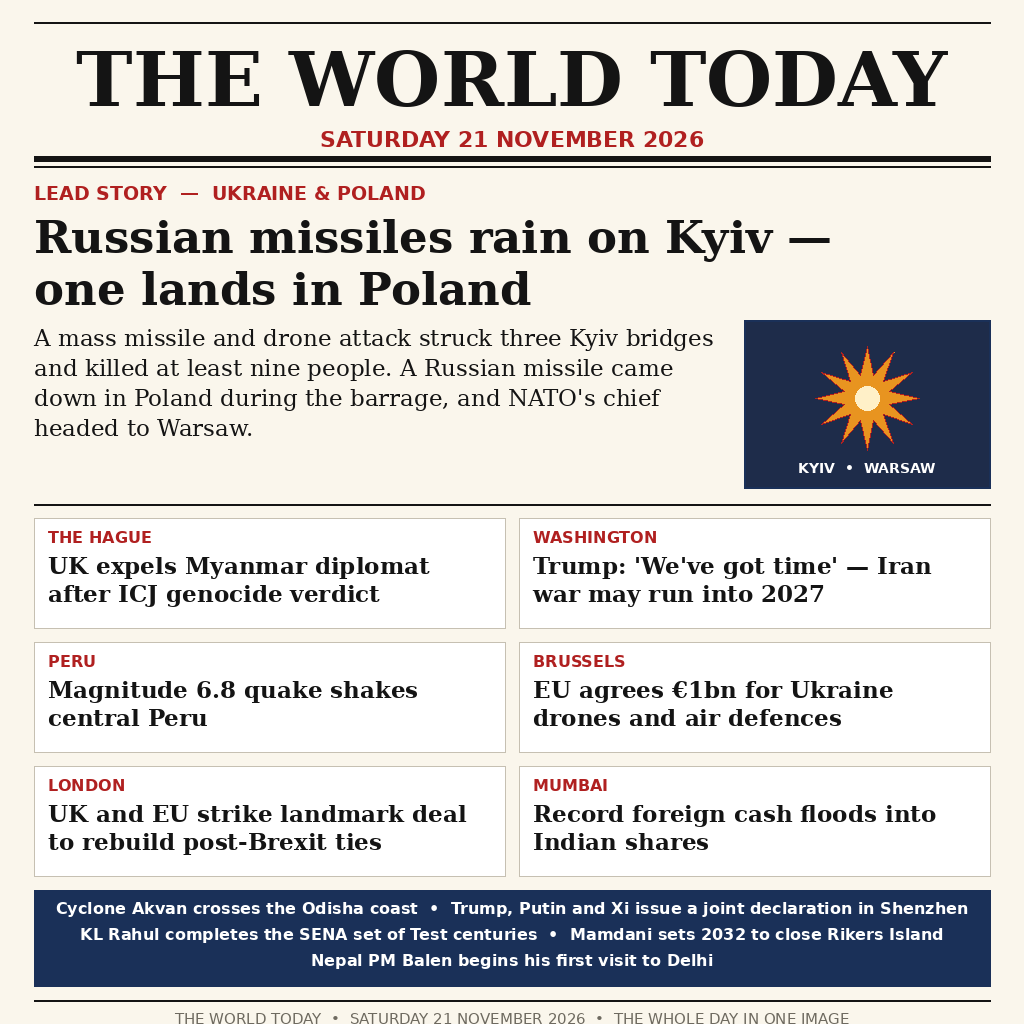 THE WORLD TODAY
SATURDAY 21 NOVEMBER 2026
LEAD STORY — UKRAINE & POLAND
Russian missiles rain on Kyiv —
one lands in Poland
A mass missile and drone attack struck three Kyiv bridges
and killed at least nine people. A Russian missile came
down in Poland during the barrage, and NATO's chief
headed to Warsaw.
KYIV • WARSAW
THE HAGUE
UK expels Myanmar diplomat
after ICJ genocide verdict
WASHINGTON
Trump: 'We've got time' — Iran
war may run into 2027
PERU
Magnitude 6.8 quake shakes
central Peru
BRUSSELS
EU agrees €1bn for Ukraine
drones and air defences
LONDON
UK and EU strike landmark deal
to rebuild post-Brexit ties
MUMBAI
Record foreign cash floods into
Indian shares
Cyclone Akvan crosses the Odisha coast • Trump, Putin and Xi issue a joint declaration in Shenzhen
KL Rahul completes the SENA set of Test centuries • Mamdani sets 2032 to close Rikers Island
Nepal PM Balen begins his first visit to Delhi
THE WORLD TODAY • SATURDAY 21 NOVEMBER 2026 • THE WHOLE DAY IN ONE IMAGE